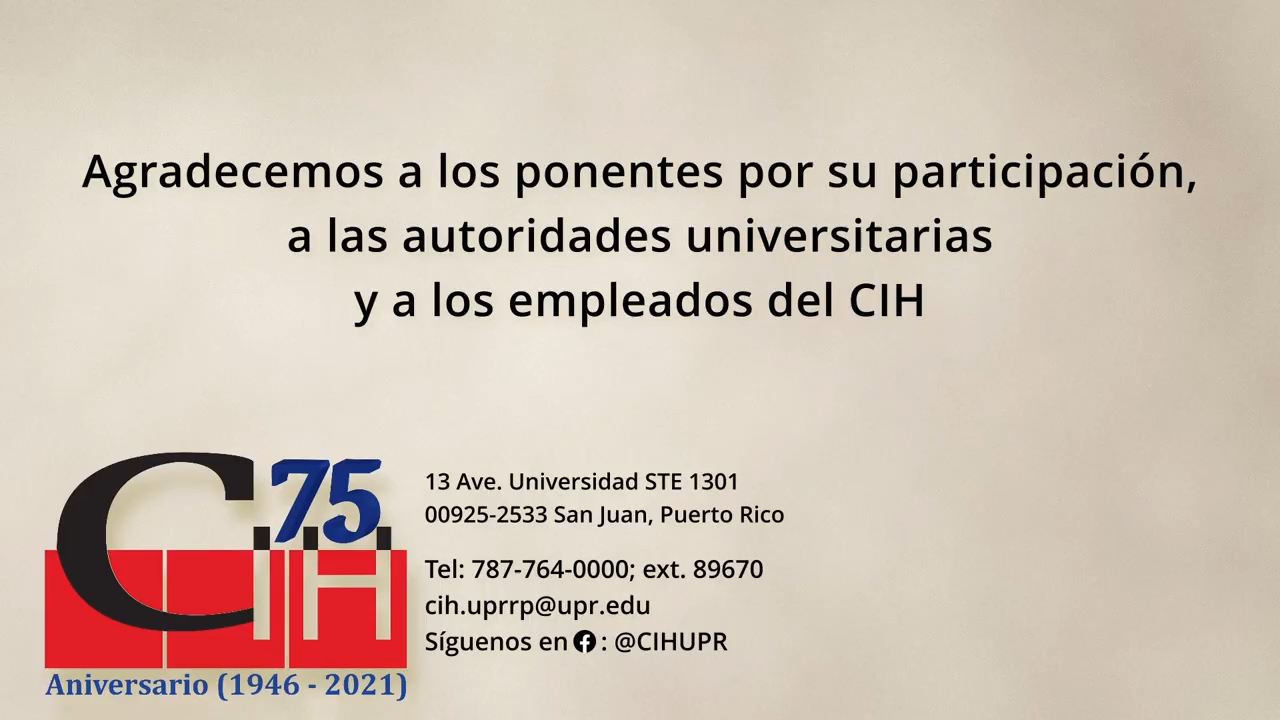 Agradecemos a los ponentes por su participación,
a las autoridades universitarias
y a los empleados del CIH
CIH 75
Aniversario (1946 - 2021)
13 Ave. Universidad STE 1301
00925-2533 San Juan, Puerto Rico
Tel: 787-764-0000; ext. 89670
cih.uprrp@upr.edu
Síguenos en : @CIHUPR